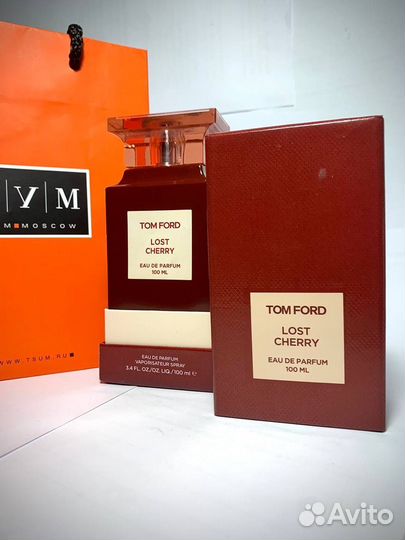 У М
M MOSCOW
WWW.TSUM.RU
TOM FORD
LOST
CHERRY
EAU DE PARFUM
100 ML
EAU DE PARFUM
VAPORISATEUR SPRAY
3.4 FL. OZ/OZ. LIQ/100 ml ℮
TOM FORD
LOST
CHERRY
EAU DE PARFUM
100 ML
Avito